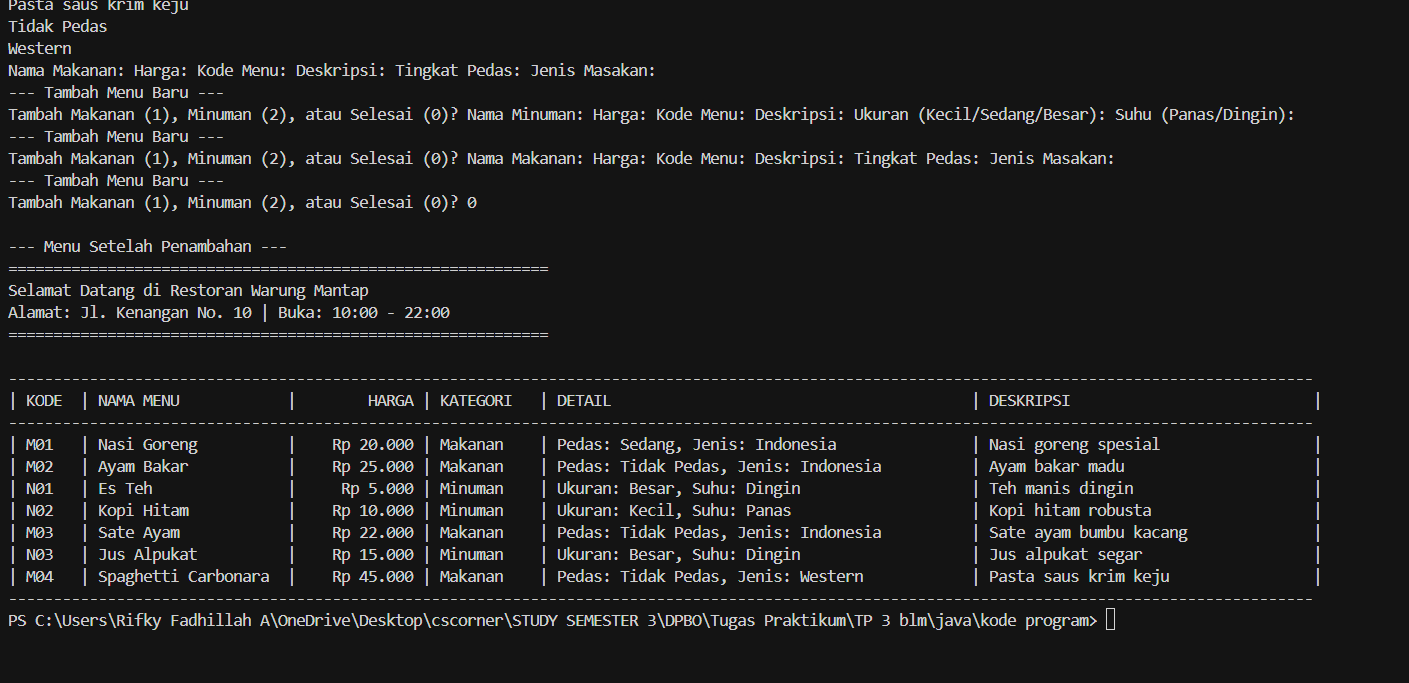 Pasta saus krim keju
Tidak Pedas
Western
Nama Makanan: Harga: Kode Menu: Deskripsi: Tingkat Pedas: Jenis Masakan:
--- Tambah Menu Baru ---
Tambah Makanan (1), Minuman (2), atau Selesai (0)? Nama Minuman: Harga: Kode Menu: Deskripsi: Ukuran (Kecil/Sedang/Besar): Suhu (Panas/Dingin):
--- Tambah Menu Baru ---
Tambah Makanan (1), Minuman (2), atau Selesai (0)? Nama Makanan: Harga: Kode Menu: Deskripsi: Tingkat Pedas: Jenis Masakan:
--- Tambah Menu Baru ---
Tambah Makanan (1), Minuman (2), atau Selesai (0)? 0
--- Menu Setelah Penambahan ---
============================================================
Selamat Datang di Restoran Warung Mantap
Alamat: Jl. Kenangan No. 10 | Buka: 10:00 - 22:00
============================================================
-------------------------------------------------------------------------------------------------------------------------------------------------
| KODE  | NAMA MENU            |        HARGA | KATEGORI   | DETAIL                                        | DESKRIPSI                           |
-------------------------------------------------------------------------------------------------------------------------------------------------
| M01   | Nasi Goreng          |    Rp 20.000 | Makanan    | Pedas: Sedang, Jenis: Indonesia               | Nasi goreng spesial                 |
| M02   | Ayam Bakar           |    Rp 25.000 | Makanan    | Pedas: Tidak Pedas, Jenis: Indonesia          | Ayam bakar madu                     |
| N01   | Es Teh               |     Rp 5.000 | Minuman    | Ukuran: Besar, Suhu: Dingin                   | Teh manis dingin                    |
| N02   | Kopi Hitam           |    Rp 10.000 | Minuman    | Ukuran: Kecil, Suhu: Panas                    | Kopi hitam robusta                  |
| M03   | Sate Ayam            |    Rp 22.000 | Makanan    | Pedas: Tidak Pedas, Jenis: Indonesia          | Sate ayam bumbu kacang              |
| N03   | Jus Alpukat          |    Rp 15.000 | Minuman    | Ukuran: Besar, Suhu: Dingin                   | Jus alpukat segar                   |
| M04   | Spaghetti Carbonara  |    Rp 45.000 | Makanan    | Pedas: Tidak Pedas, Jenis: Western            | Pasta saus krim keju                |
-------------------------------------------------------------------------------------------------------------------------------------------------
PS C:\Users\Rifky Fadhillah A\OneDrive\Desktop\cscorner\STUDY SEMESTER 3\DPBO\Tugas Praktikum\TP 3 blm\java\kode program>